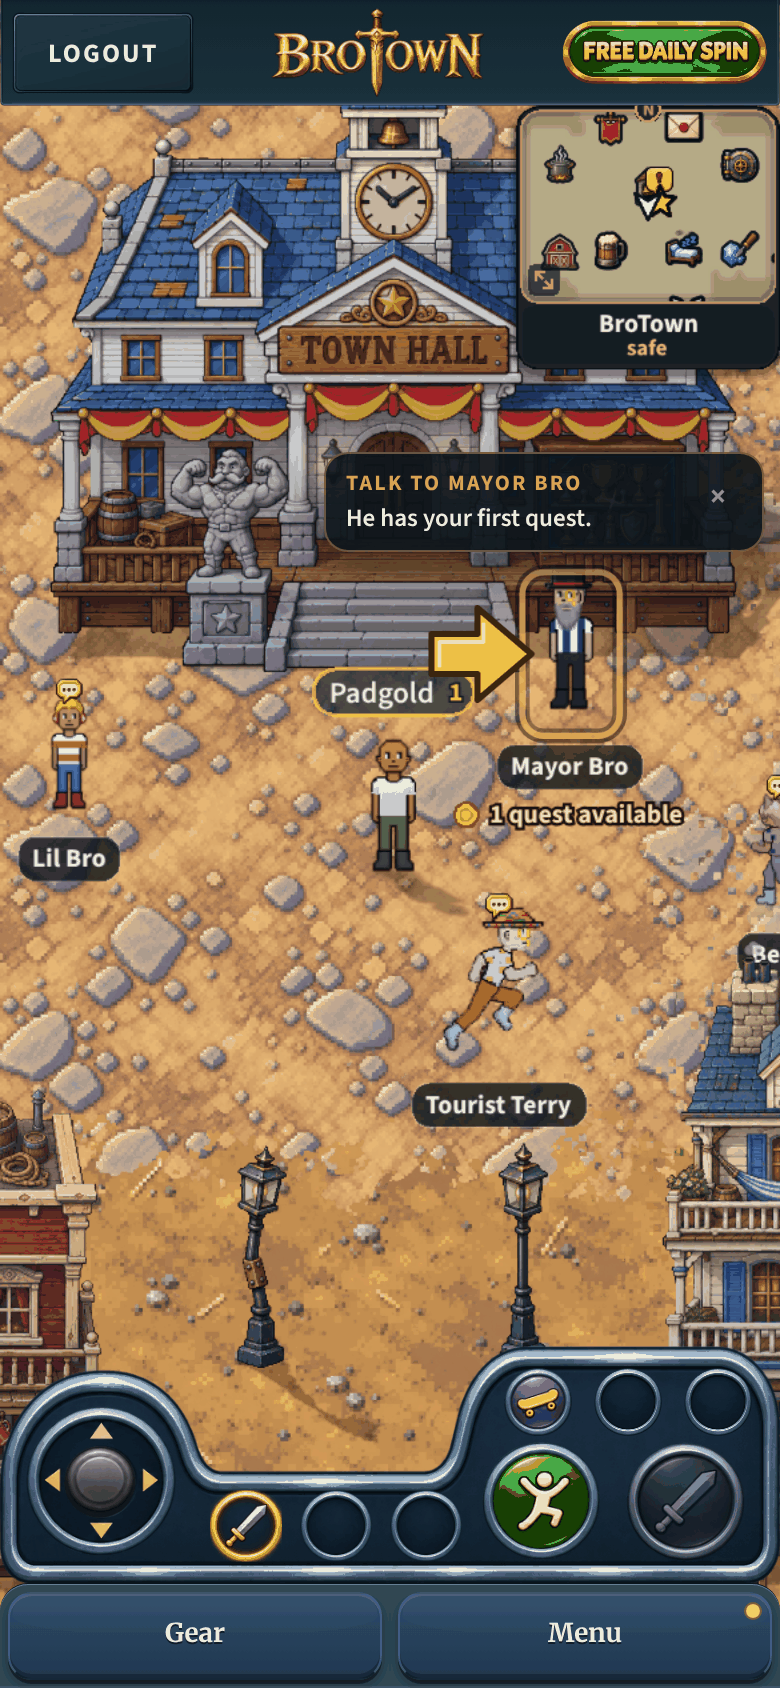 LOGOUT
BROTOWN
FREE DAILY SPIN
N
BroTown
safe
TOWN HALL
TALK TO MAYOR BRO
He has your first quest.
×
Padgold 1
Mayor Bro
1 quest available
Lil Bro
Be
Tourist Terry
Gear
Menu